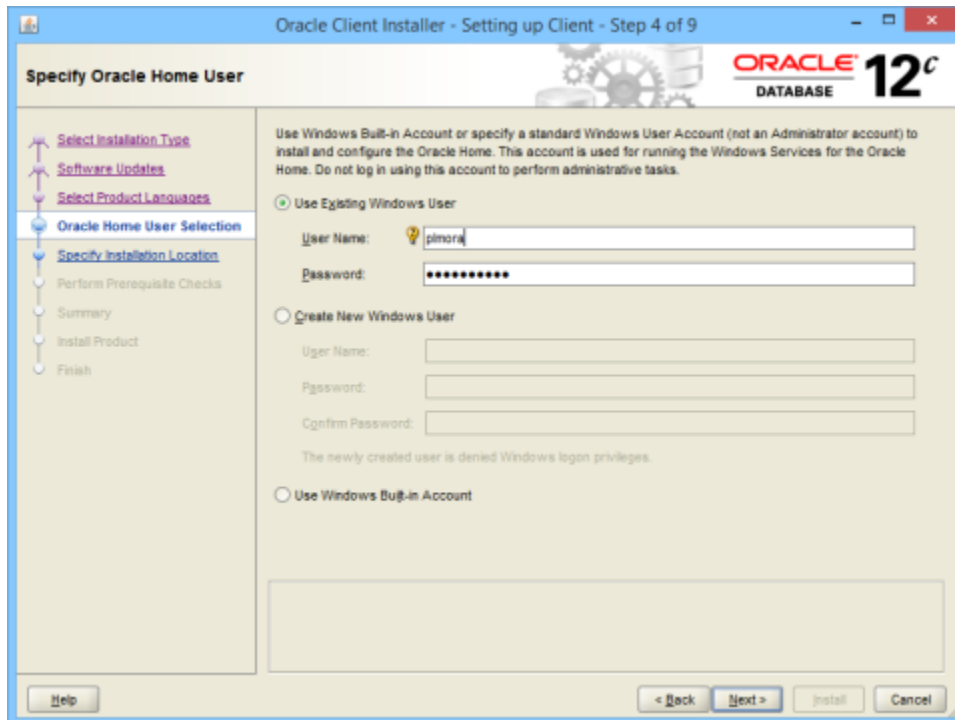 Oracle Client Installer - Setting up Client - Step 4 of 9
Specify Oracle Home User
ORACLE
DATABASE
12c
Select Installation Type
Software Updates
Select Product Languages
Oracle Home User Selection
Specify Installation Location
Perform Prerequisite Checks
Summary
Install Product
Finish
Use Windows Built-in Account or specify a standard Windows User Account (not an Administrator account) to
install and configure the Oracle Home. This account is used for running the Windows Services for the Oracle
Home. Do not log in using this account to perform administrative tasks.
Use Existing Windows User
User Name:
plmora
Password:
Create New Windows User
User Name:
Password:
Confirm Password:
The newly created user is denied Windows logon privileges.
Use Windows Built-in Account
Help
< Back
Next >
Install
Cancel